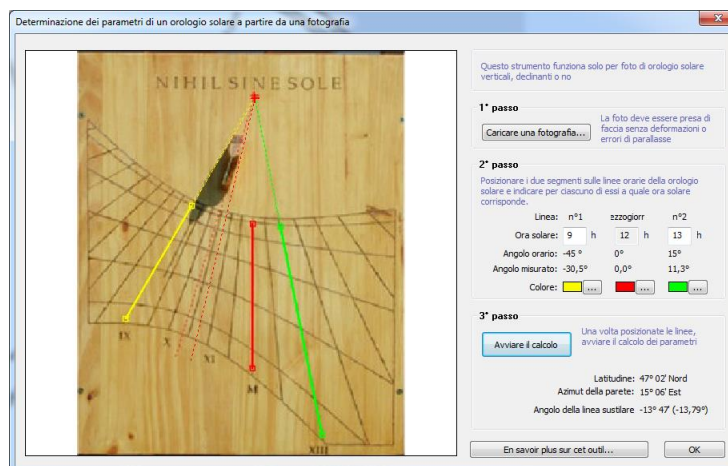 Determinazione dei parametri di un orologio solare a partire da una fotografia
NIHIL SINE SOLE
IX
X
XI
M
XIII
Questo strumento funziona solo per foto di orologio solare
verticali, declinanti o no
1° passo
Caricare una fotografia...
La foto deve essere presa di
faccia senza deformazioni o
errori di parallasse
2° passo
Posizionare i due segmenti sulle linee orarie della orologio
solare e indicare per ciascuno di essi a quale ora solare
corrisponde.
Linea: n°1 ezzogiorr n°2
Ora solare: 9 h 12 h 13 h
Angolo orario: -45 ° 0° 15°
Angolo misurato: -30,5° 0,0° 11,3°
Colore: ... ... ...
3° passo
Avviare il calcolo
Una volta posizionate le linee,
avviare il calcolo dei parametri
Latitudine: 47° 02' Nord
Azimut della parete: 15° 06' Est
Angolo della linea sustilare -13° 47' (-13,79°)
En savoir plus sur cet outil...
OK